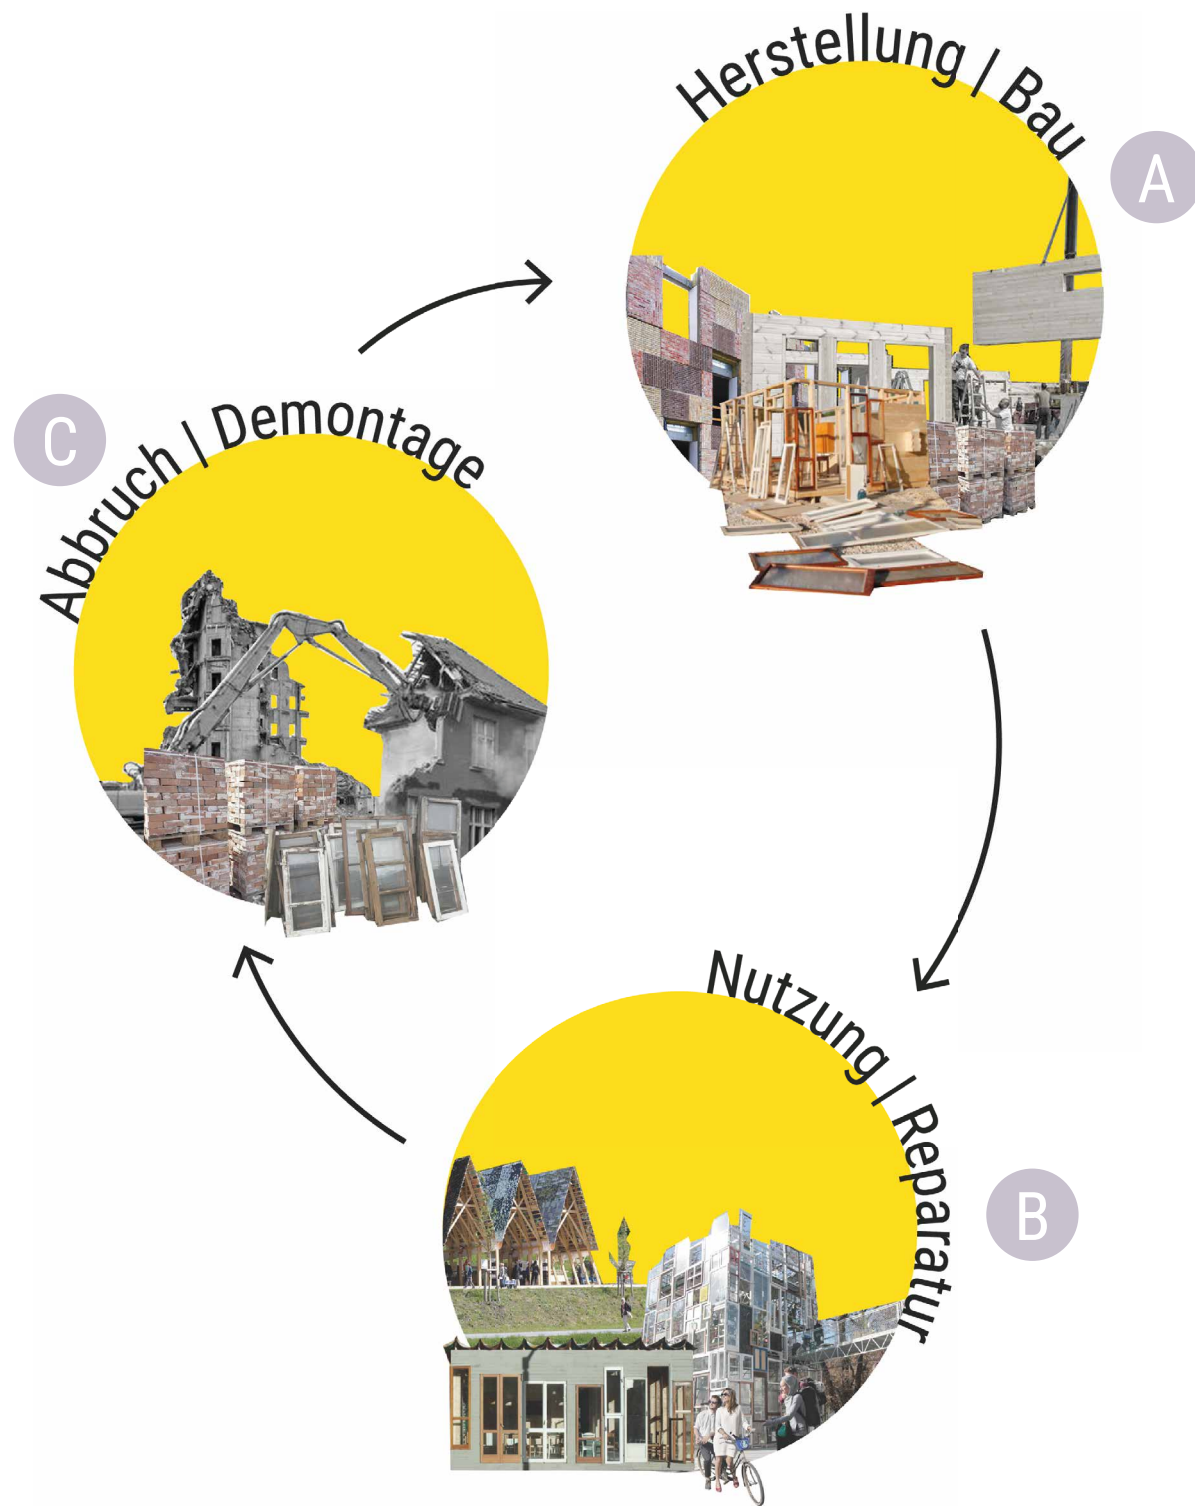 Herstellung | Bau
A
C
Abbruch | Demontage
Nutzung | Reparatur
B